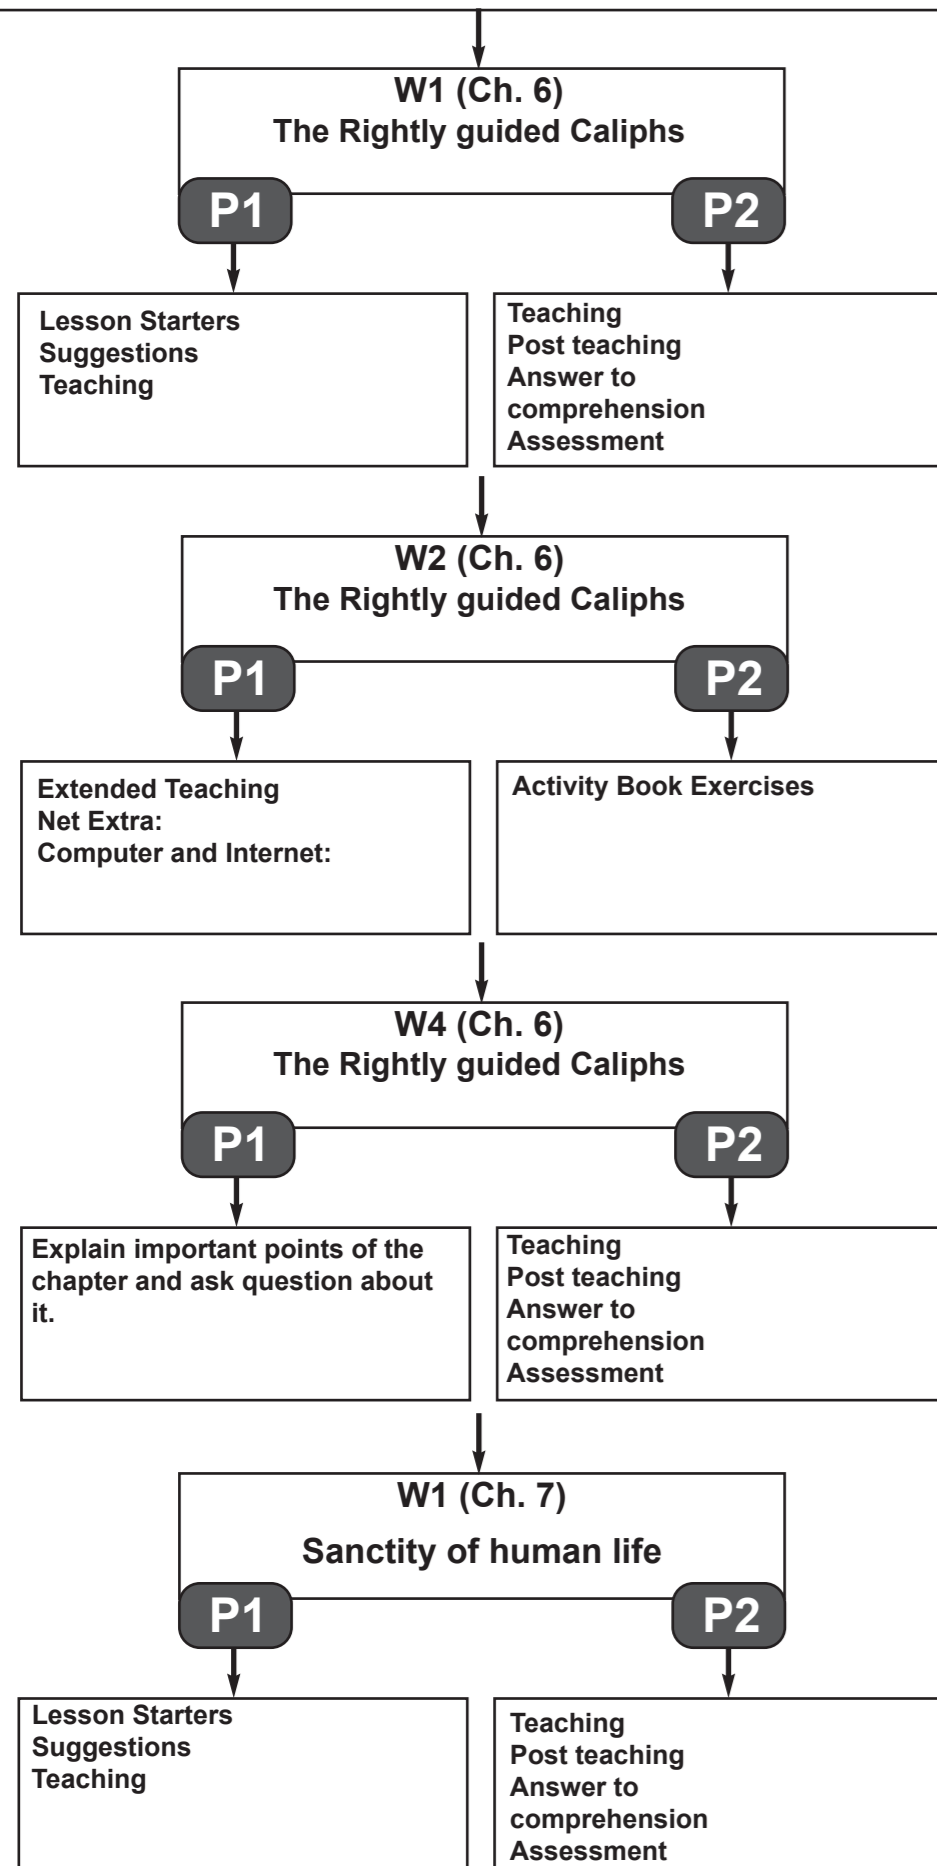 W1 (Ch. 6)
The Rightly guided Caliphs
P1
P2
Lesson Starters
Suggestions
Teaching
Teaching
Post teaching
Answer to
comprehension
Assessment
W2 (Ch. 6)
The Rightly guided Caliphs
P1
P2
Extended Teaching
Net Extra:
Computer and Internet:
Activity Book Exercises
W4 (Ch. 6)
The Rightly guided Caliphs
P1
P2
Explain important points of the
chapter and ask question about
it.
Teaching
Post teaching
Answer to
comprehension
Assessment
W1 (Ch. 7)
Sanctity of human life
P1
P2
Lesson Starters
Suggestions
Teaching
Teaching
Post teaching
Answer to
comprehension
Assessment